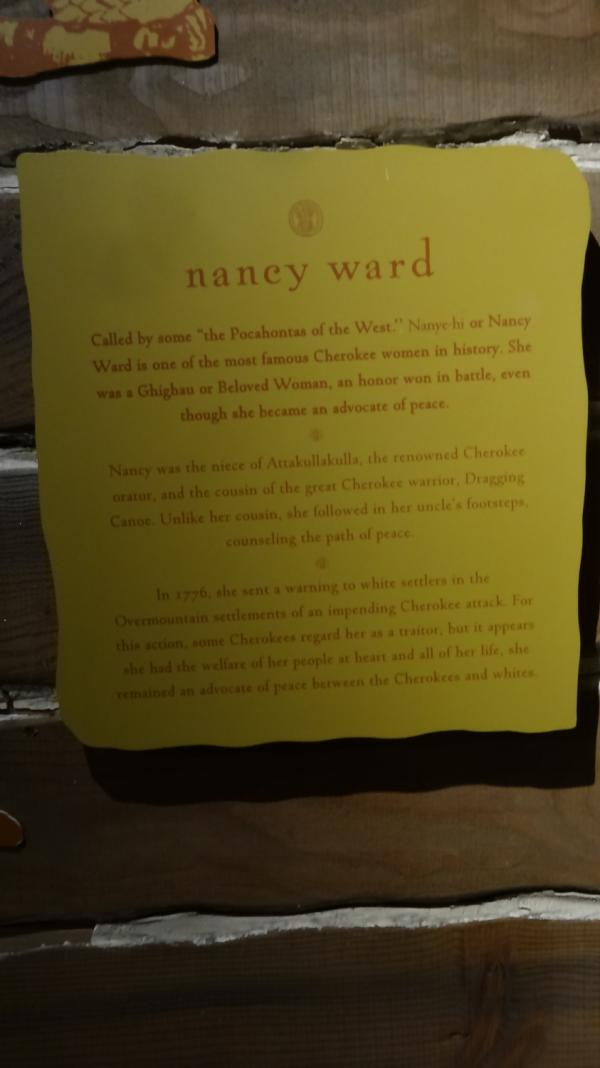 nancy ward
Called by some "the Pocahontas of the West." Nanye-hi or Nancy
Ward is one of the most famous Cherokee women in history. She
was a Ghighau or Beloved Woman, an honor won in battle, even
though she became an advocate of peace.
Nancy was the niece of Attakullakulla, the renowned Cherokee
orator, and the cousin of the great Cherokee warrior, Dragging
Canoe. Unlike her cousin, she followed in her uncle's footsteps,
counseling the path of peace.
In 1776, she sent a warning to white settlers in the
Overmountain settlements of an impending Cherokee attack. For
this action, some Cherokees regard her as a traitor, but it appears
she had the welfare of her people at heart and all of her life, she
remained an advocate of peace between the Cherokees and whites.